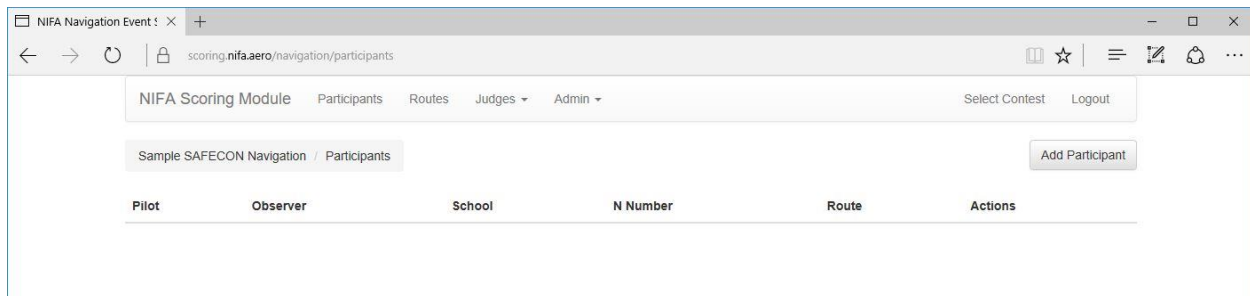 NIFA Navigation Event S
scoring.nifa.aero/navigation/participants
NIFA Scoring Module Participants Routes Judges Admin Select Contest Logout
Sample SAFECON Navigation / Participants Add Participant
Pilot Observer School N Number Route Actions